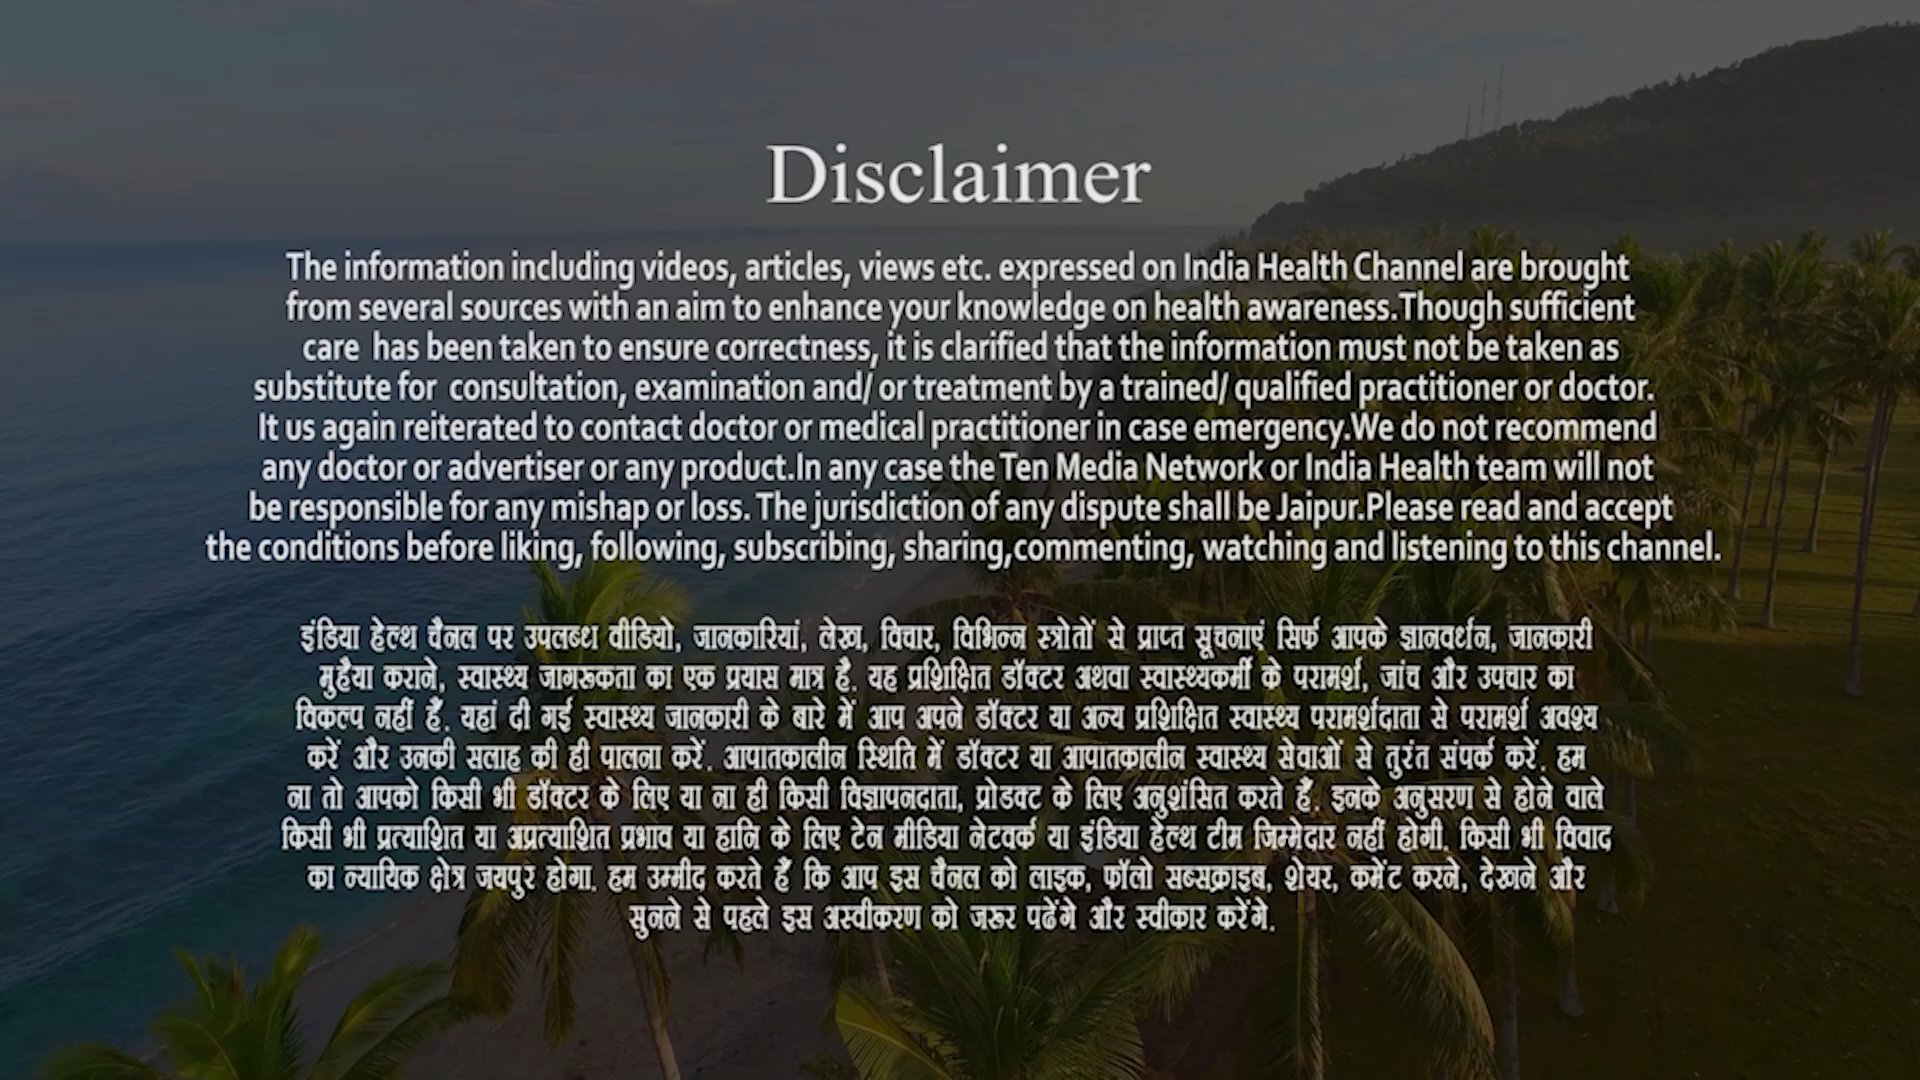 Disclaimer
The information including videos, articles, views etc. expressed on India Health Channel are brought
from several sources with an aim to enhance your knowledge on health awareness.Though sufficient
care has been taken to ensure correctness, it is clarified that the information must not be taken as
substitute for consultation, examination and/ or treatment by a trained/ qualified practitioner or doctor.
It us again reiterated to contact doctor or medical practitioner in case emergency.We do not recommend
any doctor or advertiser or any product.In any case the Ten Media Network or India Health team will not
be responsible for any mishap or loss. The jurisdiction of any dispute shall be Jaipur.Please read and accept
the conditions before liking, following, subscribing, sharing,commenting, watching and listening to this channel.
इंडिया हेल्थ चैनल पर उपलब्ध वीडियो, जानकारियां, लेख, विचार, विभिन्न स्त्रोतों से प्राप्त सूचनाएं सिर्फ आपके ज्ञानवर्धन, जानकारी
मुहैया कराने, स्वास्थ्य जागरूकता का एक प्रयास मात्र है. यह प्रशिक्षित डॉक्टर अथवा स्वास्थ्यकर्मी के परामर्श, जांच और उपचार का
विकल्प नहीं हैं. यहां दी गई स्वास्थ्य जानकारी के बारे में आप अपने डॉक्टर या अन्य प्रशिक्षित स्वास्थ्य परामर्शदाता से परामर्श अवश्य
करें और उनकी सलाह की ही पालना करें. आपातकालीन स्थिति में डॉक्टर या आपातकालीन स्वास्थ्य सेवाओं से तुरंत संपर्क करें. हम
ना तो आपको किसी भी डॉक्टर के लिए या ना ही किसी विज्ञापनदाता, प्रोडक्ट के लिए अनुशंसित करते हैं. इनके अनुसरण से होने वाले
किसी भी प्रत्याशित या अप्रत्याशित प्रभाव या हानि के लिए टेन मीडिया नेटवर्क या इंडिया हेल्थ टीम जिम्मेदार नहीं होगी. किसी भी विवाद
का न्यायिक क्षेत्र जयपुर होगा. हम उम्मीद करते हैं कि आप इस चैनल को लाइक, फॉलो सब्सक्राइब, शेयर, कमेंट करने, देखने और
सुनने से पहले इस अस्वीकरण को जरूर पढेंगे और स्वीकार करेंगे.